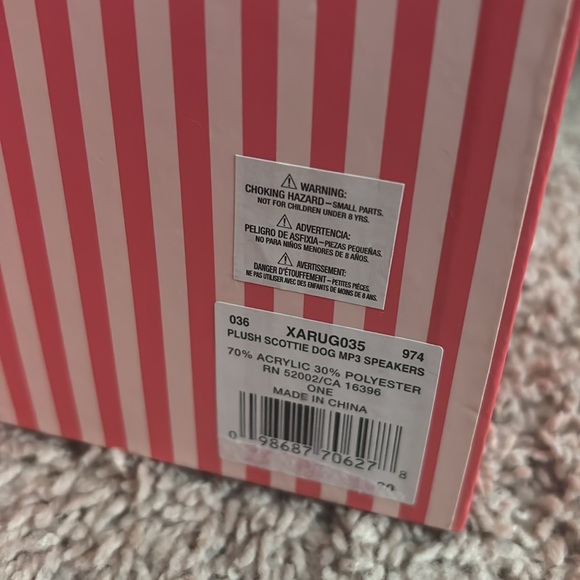 ⚠ WARNING:
CHOKING HAZARD – SMALL PARTS.
NOT FOR CHILDREN UNDER 8 YRS.
⚠ ADVERTENCIA:
PELIGRO DE ASFIXIA – PIEZAS PEQUEÑAS.
NO PARA NIÑOS MENORES DE 8 AÑOS.
⚠ AVERTISSEMENT:
DANGER D'ÉTOUFFEMENT – PETITES PIÈCES.
NE PAS UTILISER AVEC DES ENFANTS DE MOINS DE 8 ANS.
036 XARUG035 974
PLUSH SCOTTIE DOG MP3 SPEAKERS
70% ACRYLIC 30% POLYESTER
RN 52002/CA 16396
ONE
MADE IN CHINA
0 98687 70627 8